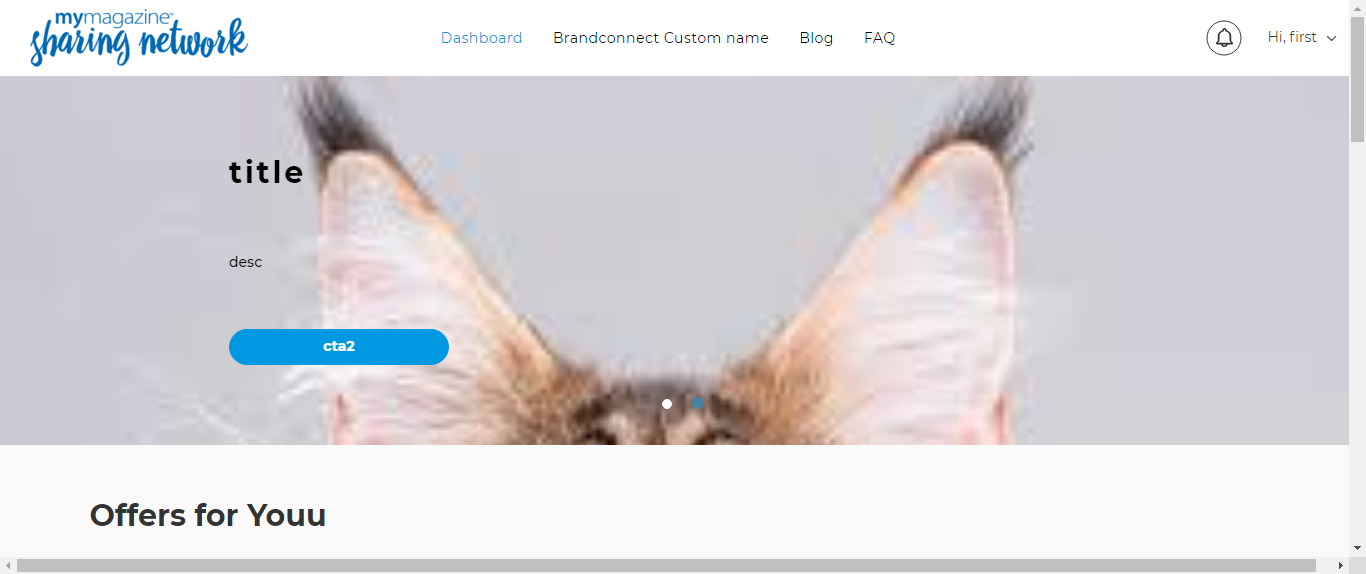 mymagazine™
sharing network
Dashboard
Brandconnect Custom name
Blog
FAQ
Hi, first
title
desc
cta2
Offers for Youu